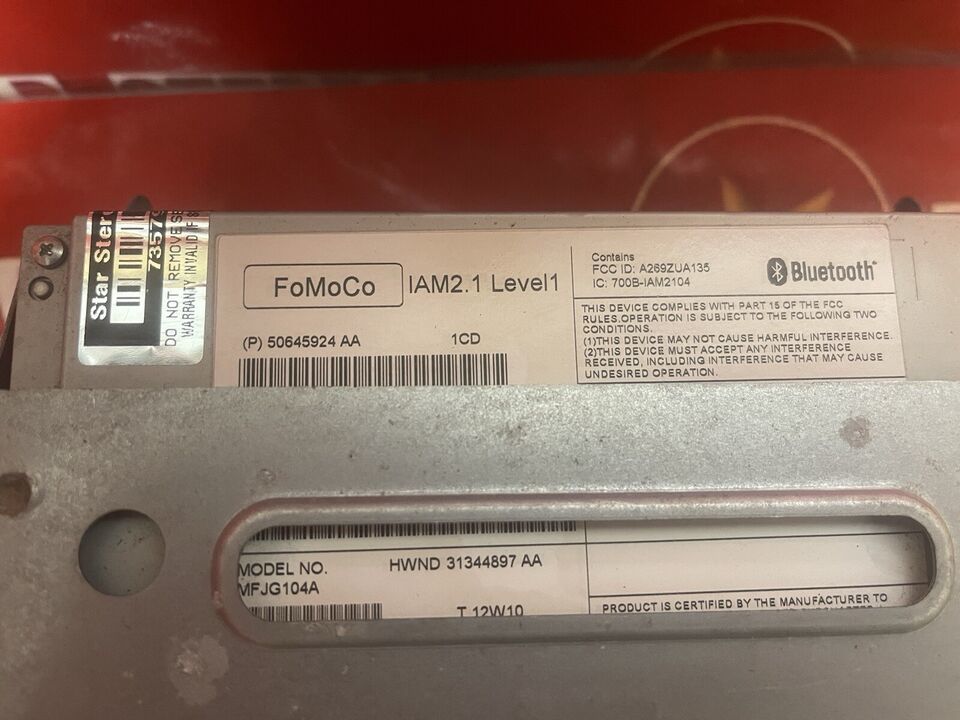 Star Ster
7357
DO NOT REMOVE SE
WARRANTY INVALID IF S
FoMoCo
IAM2.1 Level1
(P) 50645924 AA
1CD
Contains
FCC ID: A269ZUA135
IC: 700B-IAM2104
Bluetooth
THIS DEVICE COMPLIES WITH PART 15 OF THE FCC
RULES.OPERATION IS SUBJECT TO THE FOLLOWING TWO
CONDITIONS.
(1)THIS DEVICE MAY NOT CAUSE HARMFUL INTERFERENCE.
(2)THIS DEVICE MUST ACCEPT ANY INTERFERENCE
RECEIVED, INCLUDING INTERFERENCE THAT MAY CAUSE
UNDESIRED OPERATION.
MODEL NO.
MFJG104A
HWND 31344897 AA
T 12W10
PRODUCT IS CERTIFIED BY THE MANUFACTURER TO